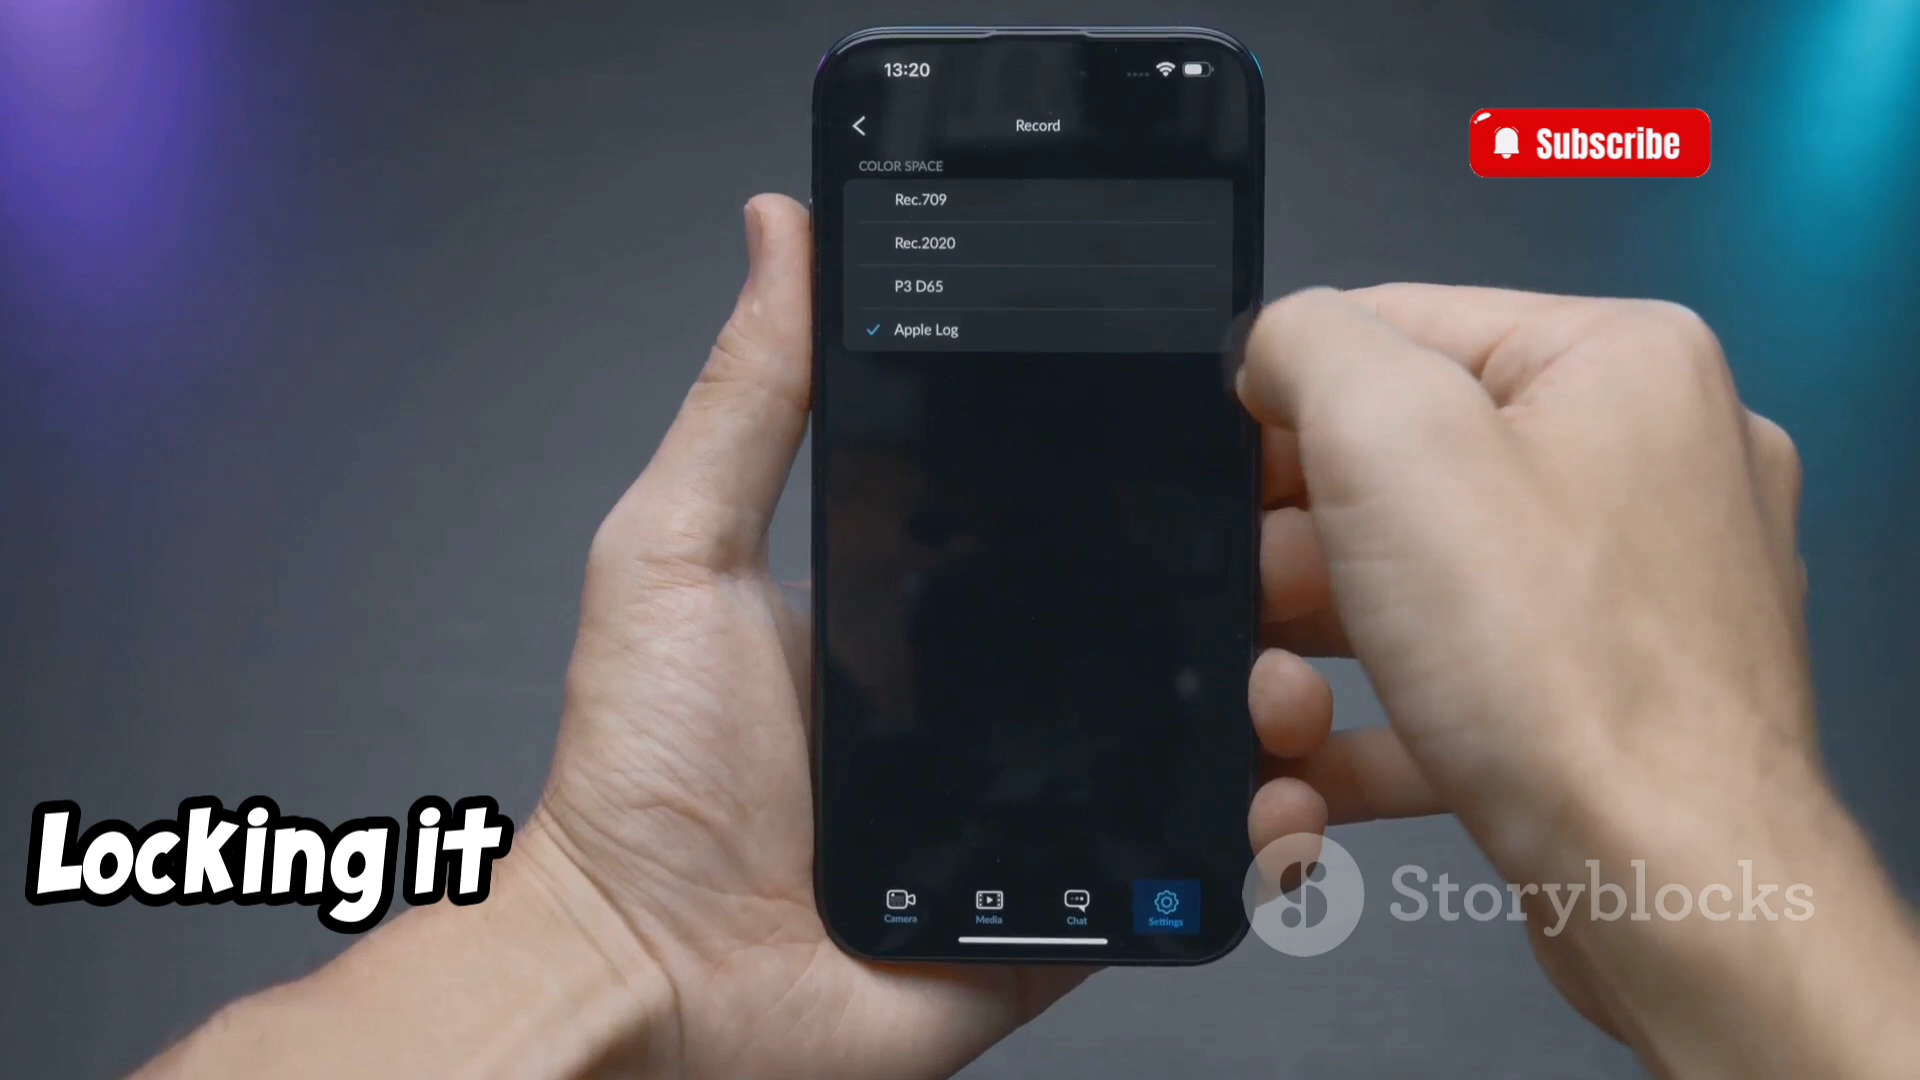 13:20
Record
Subscribe
COLOR SPACE
Rec.709
Rec.2020
P3 D65
Apple Log
Locking it
Camera
Media
Chat
Settings
Storyblocks